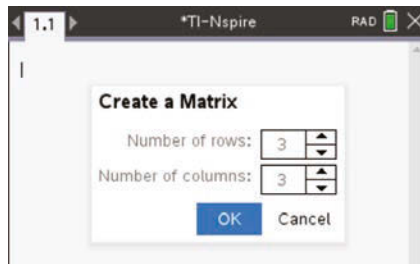 1.1 *TI-Nspire RAD
Create a Matrix
Number of rows: 3
Number of columns: 3
OK Cancel